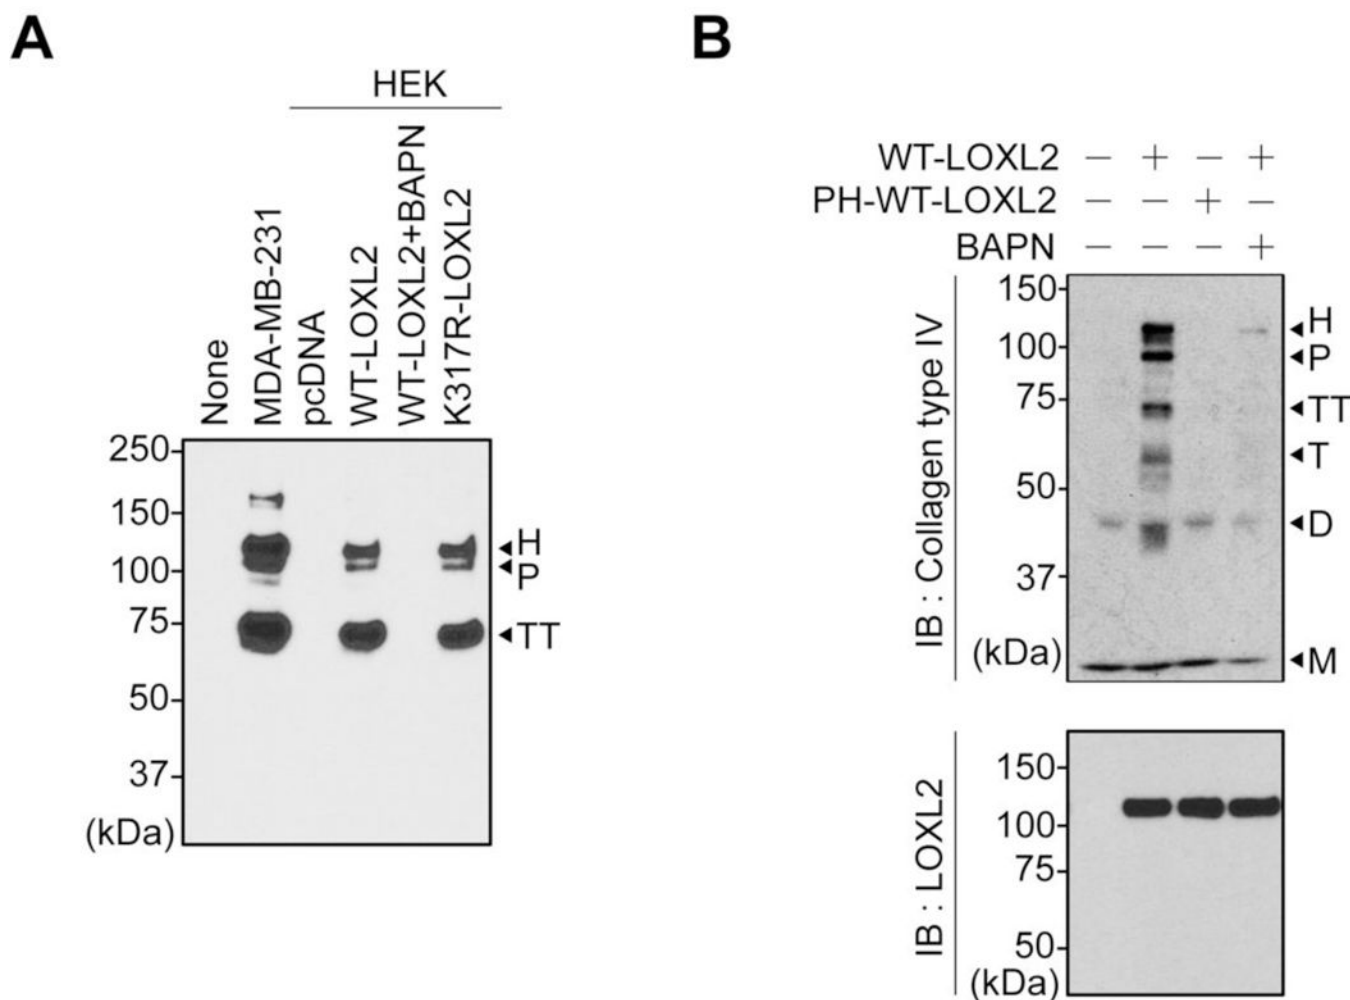 A
HEK
None
MDA-MB-231
pcDNA
WT-LOXL2
WT-LOXL2+BAPN
K317R-LOXL2
250
150
100
75
50
37
(kDa)
H
P
TT
B
WT-LOXL2 − + − +
PH-WT-LOXL2 − − + −
BAPN − − − +
IB : Collagen type IV
150
100
75
50
37
(kDa)
H
P
TT
T
D
M
IB : LOXL2
150
100
75
50
(kDa)